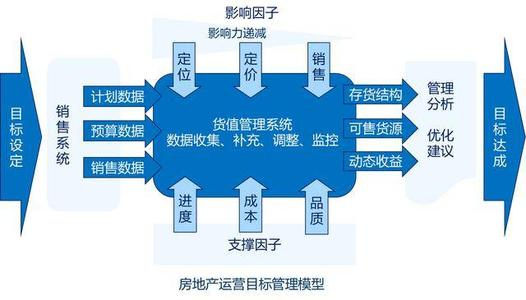 影响因子
影响力递减
定位
定价
销售
目标设定
销售系统
计划数据
预算数据
销售数据
货值管理系统
数据收集、补充、调整、监控
存货结构
可售货源
动态收益
管理
分析
优化
建议
目标达成
进度
成本
品质
支撑因子
房地产运营目标管理模型